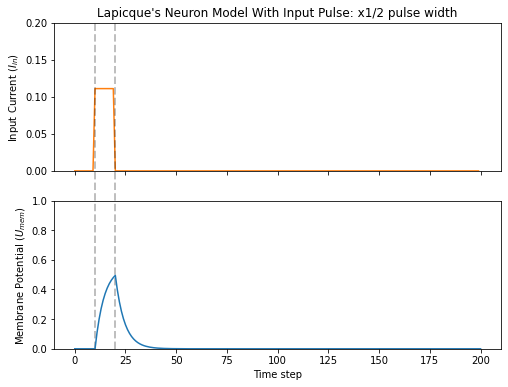 Lapicque's Neuron Model With Input Pulse: x1/2 pulse width
Input Current (I_in)
0.20
0.15
0.10
0.05
0.00
Membrane Potential (U_mem)
1.0
0.8
0.6
0.4
0.2
0.0
0 25 50 75 100 125 150 175 200
Time step